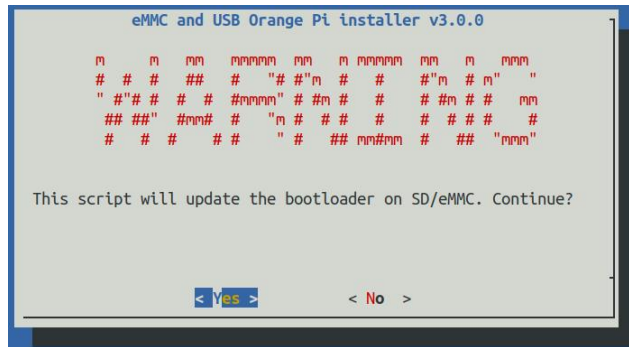 eMMC and USB Orange Pi installer v3.0.0
WARNING
This script will update the bootloader on SD/eMMC. Continue?
< Yes > < No >